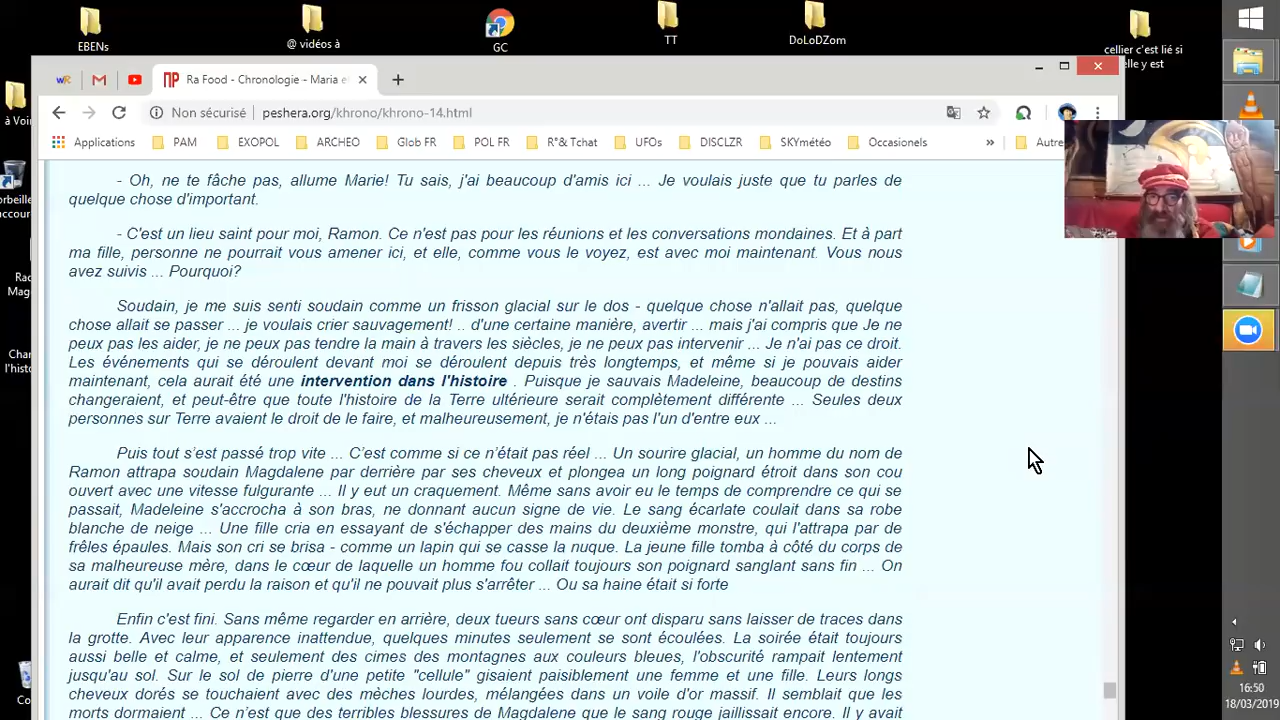 EBENs
@ vidéos à
GC
TT
DoLoDZom
cellier c'est lié si
elle y est
Ra Food - Chronologie - Maria e
Non sécurisé
peshera.org/khrono/khrono-14.html
Applications PAM EXOPOL ARCHEO Glob FR POL FR R°& Tchat UFOs DISCLZR SKYmétéo Occasions » Autre
à Voir
- Oh, ne te fâche pas, allume Marie! Tu sais, j'ai beaucoup d'amis ici ... Je voulais juste que tu parles de
quelque chose d'important.
- C'est un lieu saint pour moi, Ramon. Ce n'est pas pour les réunions et les conversations mondaines. Et à part
ma fille, personne ne pourrait vous amener ici, et elle, comme vous le voyez, est avec moi maintenant. Vous nous
avez suivis ... Pourquoi?
Soudain, je me suis senti soudain comme un frisson glacial sur le dos - quelque chose n'allait pas, quelque
chose allait se passer ... je voulais crier sauvagement! .. d'une certaine manière, avertir ... mais j'ai compris que Je ne
peux pas les aider, je ne peux pas tendre la main à travers les siècles, je ne peux pas intervenir ... Je n'ai pas ce droit.
Les événements qui se déroulent devant moi se déroulent depuis très longtemps, et même si je pouvais aider
maintenant, cela aurait été une intervention dans l'histoire . Puisque je sauvais Madeleine, beaucoup de destins
changeraient, et peut-être que toute l'histoire de la Terre ultérieure serait complètement différente ... Seules deux
personnes sur Terre avaient le droit de le faire, et malheureusement, je n'étais pas l'un d'entre eux ...
Puis tout s'est passé trop vite ... C'est comme si ce n'était pas réel ... Un sourire glacial, un homme du nom de
Ramon attrapa soudain Magdalene par derrière par ses cheveux et plongea un long poignard étroit dans son cou
ouvert avec une vitesse fulgurante ... Il y eut un craquement. Même sans avoir eu le temps de comprendre ce qui se
passait, Madeleine s'accrocha à son bras, ne donnant aucun signe de vie. Le sang écarlate coulait dans sa robe
blanche de neige ... Une fille cria en essayant de s'échapper des mains du deuxième monstre, qui l'attrapa par de
frêles épaules. Mais son cri se brisa - comme un lapin qui se casse la nuque. La jeune fille tomba à côté du corps de
sa malheureuse mère, dans le cœur de laquelle un homme fou collait toujours son poignard sanglant sans fin ... On
aurait dit qu'il avait perdu la raison et qu'il ne pouvait plus s'arrêter ... Ou sa haine était si forte
Enfin c'est fini. Sans même regarder en arrière, deux tueurs sans cœur ont disparu sans laisser de traces dans
la grotte. Avec leur apparence inattendue, quelques minutes seulement se sont écoulées. La soirée était toujours
aussi belle et calme, et seulement des cimes des montagnes aux couleurs bleues, l'obscurité rampait lentement
jusqu'au sol. Sur le sol de pierre d'une petite "cellule" gisaient paisiblement une femme et une fille. Leurs longs
cheveux dorés se touchaient avec des mèches lourdes, mélangées dans un voile d'or massif. Il semblait que les
morts dormaient ... Ce n'est que des terribles blessures de Magdalene que le sang rouge jaillissait encore. Il y avait
16:50
18/03/2019